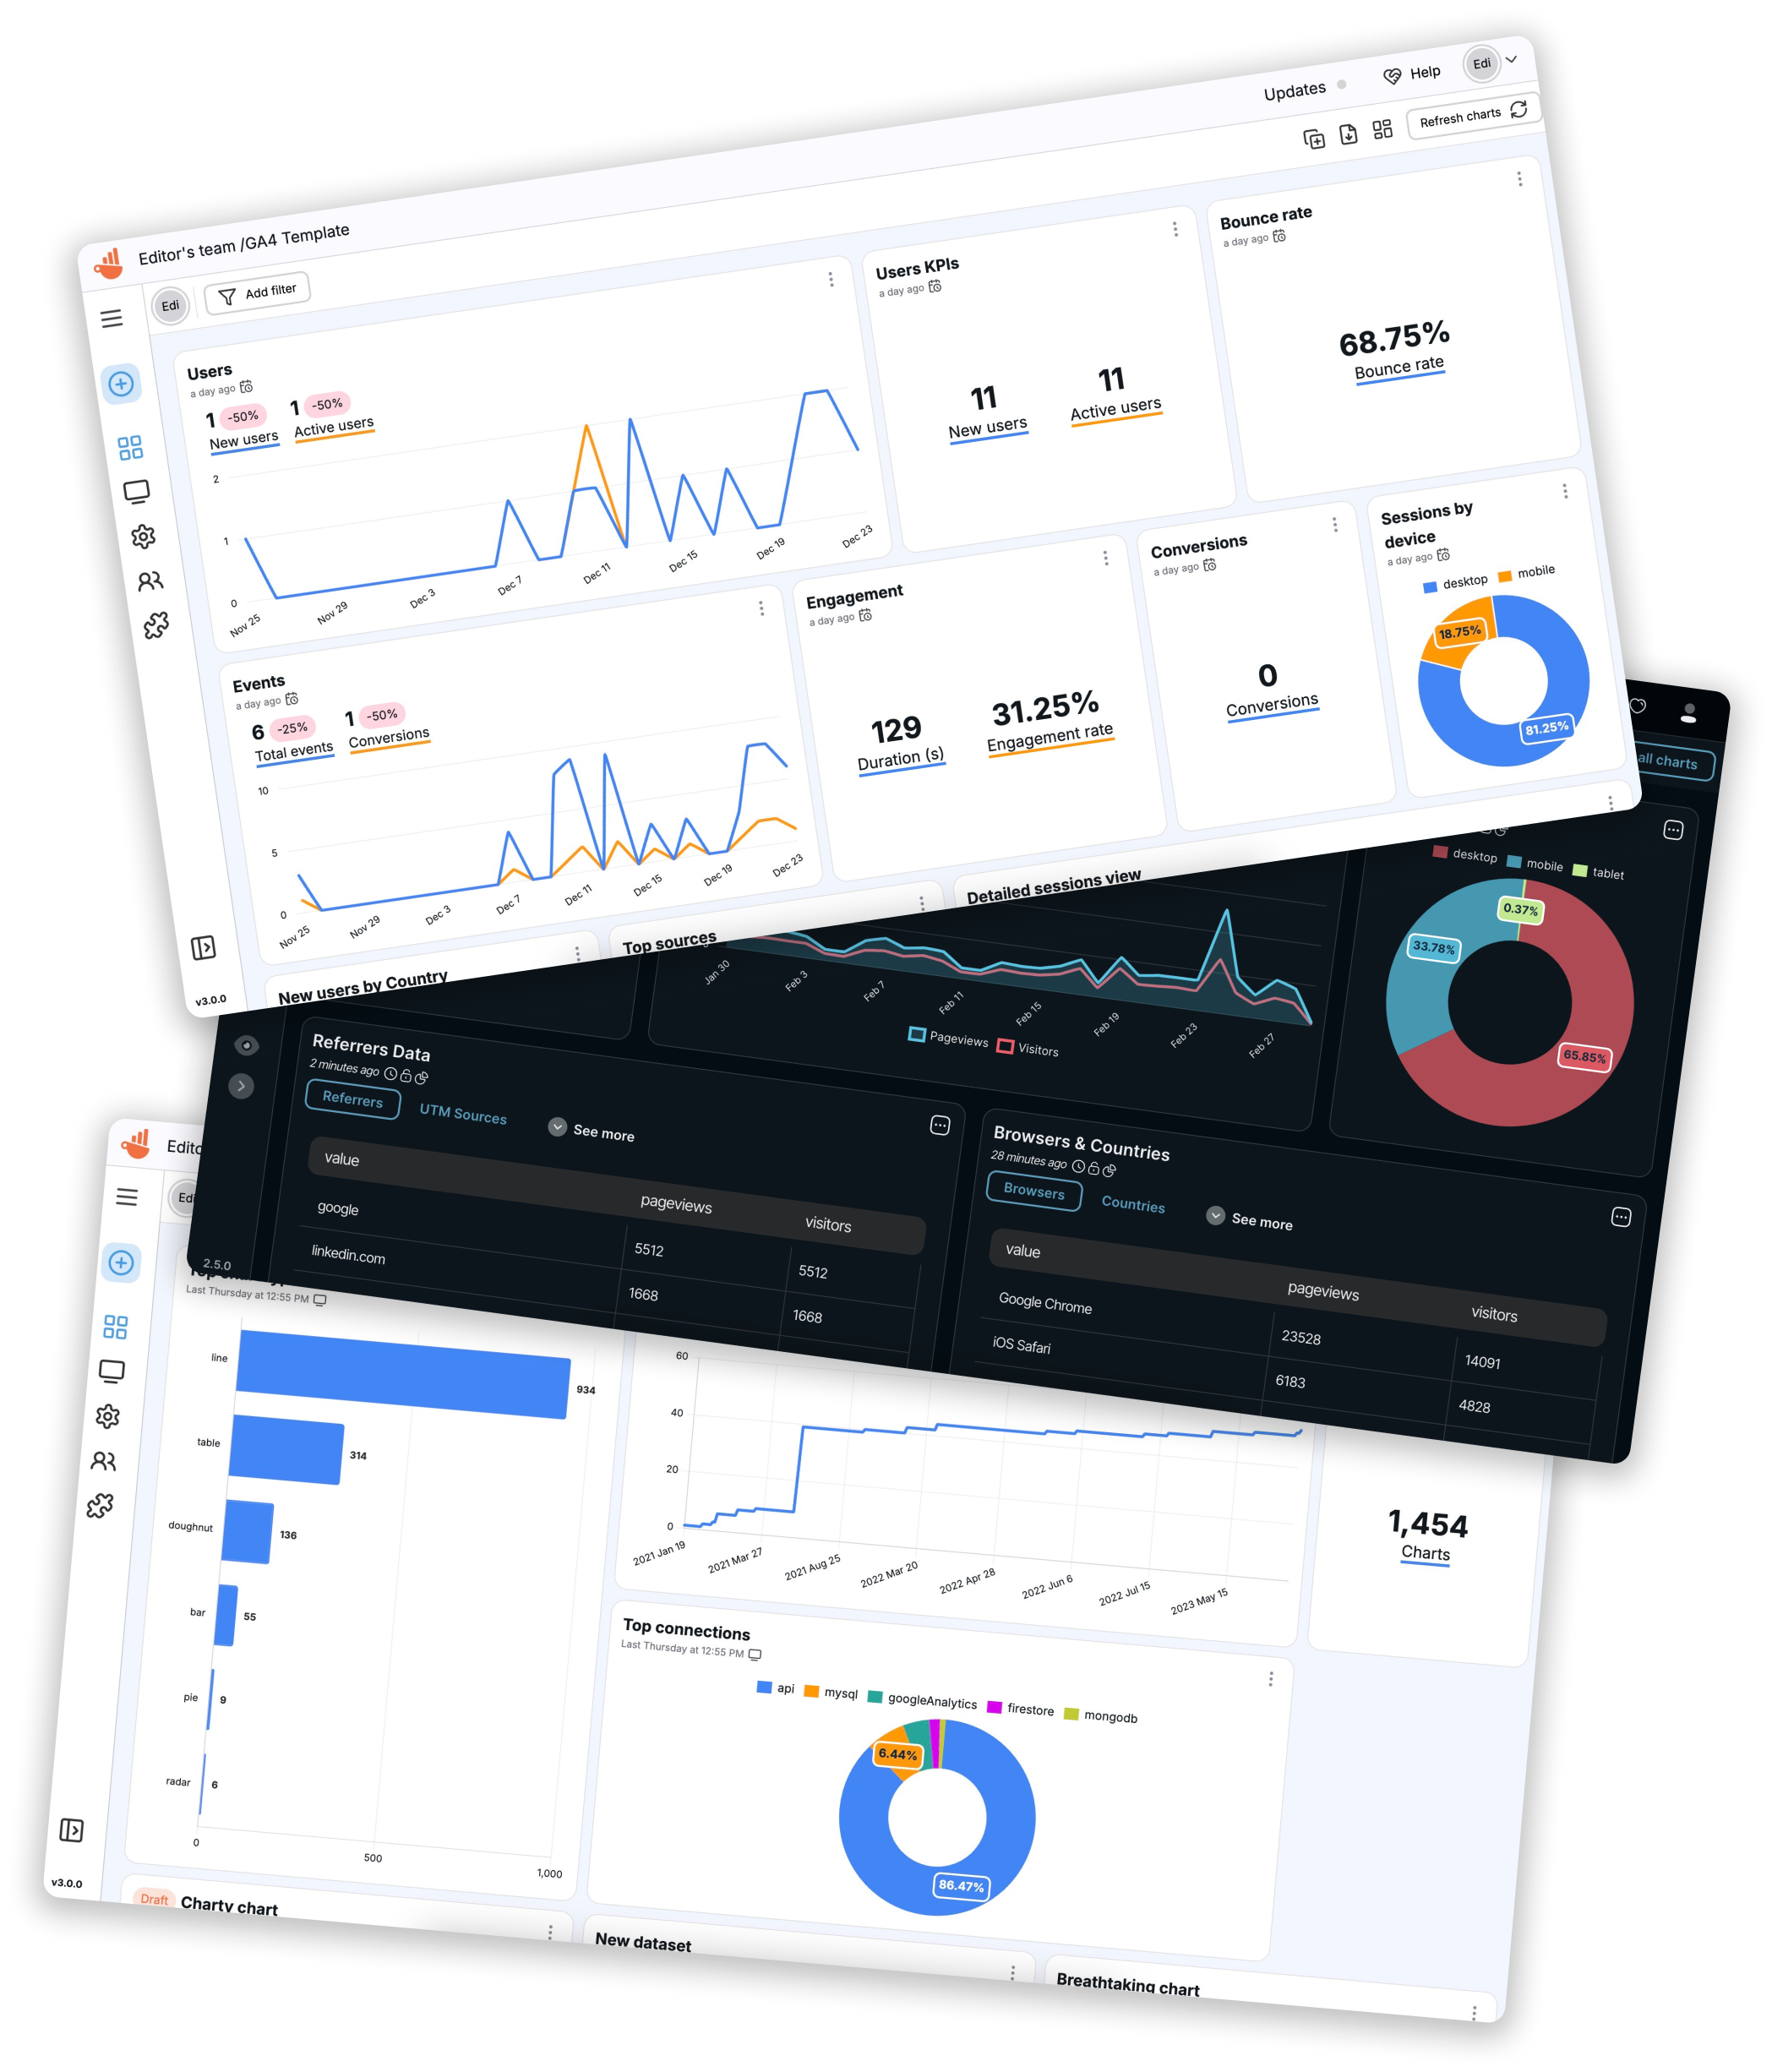 Updates
Help
Edi
Editor's team /GA4 Template
Refresh charts
Edi
Add filter
Users
a day ago
1 -50%
New users
1 -50%
Active users
2
1
0
Nov 25
Nov 29
Dec 3
Dec 7
Dec 11
Dec 15
Dec 19
Dec 23
Users KPIs
a day ago
11
New users
11
Active users
Bounce rate
a day ago
68.75%
Bounce rate
Events
a day ago
6 -25%
Total events
1 -50%
Conversions
10
5
0
Nov 25
Nov 29
Dec 3
Dec 7
Dec 11
Dec 15
Dec 19
Dec 23
Engagement
a day ago
129
Duration (s)
31.25%
Engagement rate
Conversions
a day ago
0
Conversions
Sessions by
device
a day ago
desktop
mobile
18.75%
81.25%
v3.0.0
New users by Country
Top sources
Detailed sessions view
all charts
desktop
mobile
tablet
0.37%
33.78%
65.85%
Jan 30
Feb 3
Feb 7
Feb 11
Feb 15
Feb 19
Feb 23
Feb 27
Pageviews
Visitors
Referrers Data
2 minutes ago
Referrers
UTM Sources
See more
value
pageviews
visitors
google
5512
5512
linkedin.com
1668
1668
2.5.0
Browsers & Countries
28 minutes ago
Browsers
Countries
See more
value
pageviews
visitors
Google Chrome
23528
14091
iOS Safari
6183
4828
Last Thursday at 12:55 PM
line
934
table
314
doughnut
136
bar
55
pie
9
radar
6
0
500
1,000
60
40
20
0
2021 Jan 19
2021 Mar 27
2021 Aug 25
2022 Mar 20
2022 Apr 28
2022 Jun 6
2022 Jul 15
2023 May 15
1,454
Charts
Top connections
Last Thursday at 12:55 PM
api
mysql
googleAnalytics
firestore
mongodb
6.44%
86.47%
v3.0.0
Draft
Charty chart
New dataset
Breathtaking chart